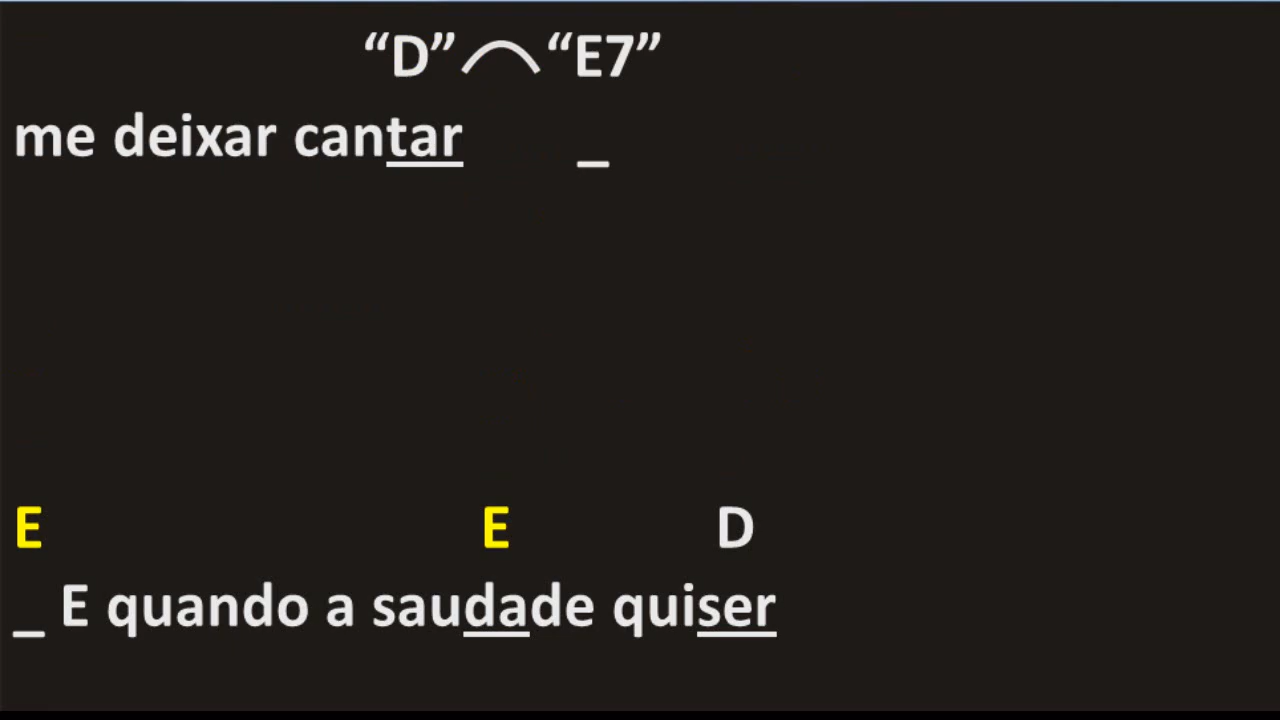 “D” “E7”
me deixar cantar _
E E D
_ E quando a saudade quiser